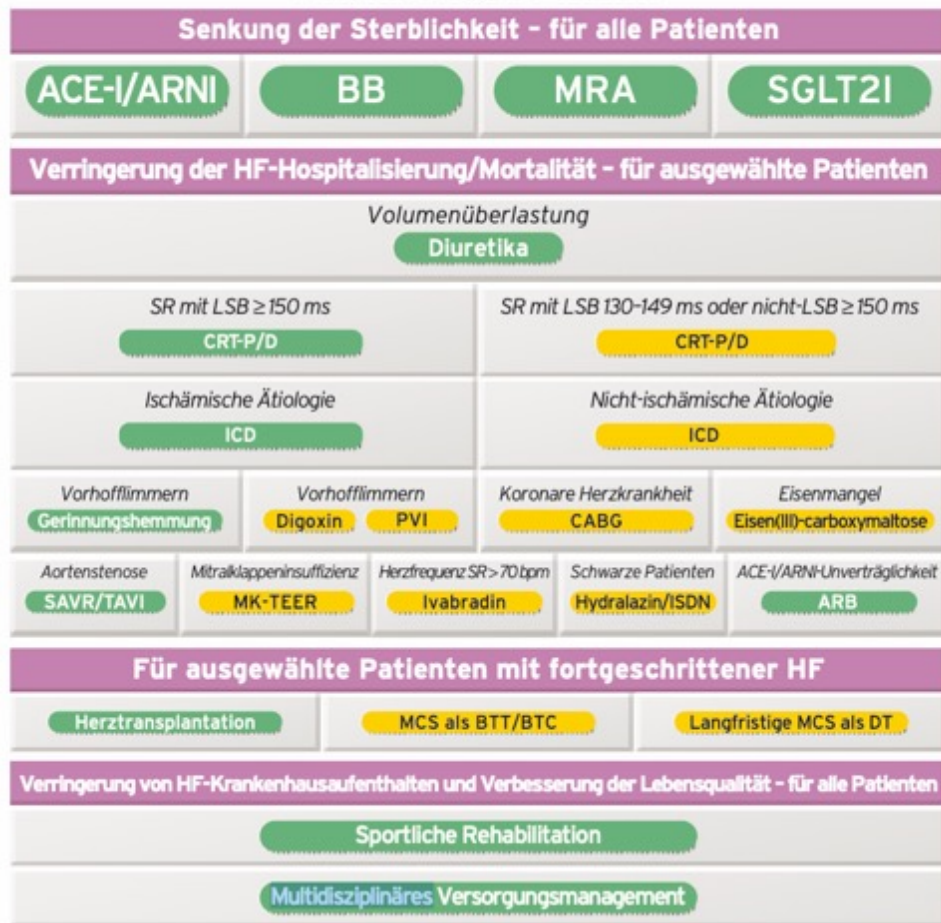 Senkung der Sterblichkeit – für alle Patienten
ACE-I/ARNI BB MRA SGLT2I
Verringerung der HF-Hospitalisierung/Mortalität – für ausgewählte Patienten
Volumenüberlastung
Diuretika
SR mit LSB ≥ 150 ms SR mit LSB 130-149 ms oder nicht-LSB ≥ 150 ms
CRT-P/D CRT-P/D
Ischämische Ätiologie Nicht-ischämische Ätiologie
ICD ICD
Vorhofflimmern Vorhofflimmern Koronare Herzkrankheit Eisenmangel
Gerinnungshemmung Digoxin PVI CABG Eisen(III)-carboxymaltose
Aortenstenose Mitralklappeninsuffizienz Herzfrequenz SR > 70 bpm Schwarze Patienten ACE-I/ARNI-Unverträglichkeit
SAVR/TAVI MK-TEER Ivabradin Hydralazin/ISDN ARB
Für ausgewählte Patienten mit fortgeschrittener HF
Herztransplantation MCS als BTT/BTC Langfristige MCS als DT
Verringerung von HF-Krankenhausaufenthalten und Verbesserung der Lebensqualität – für alle Patienten
Sportliche Rehabilitation
Multidisziplinäres Versorgungsmanagement